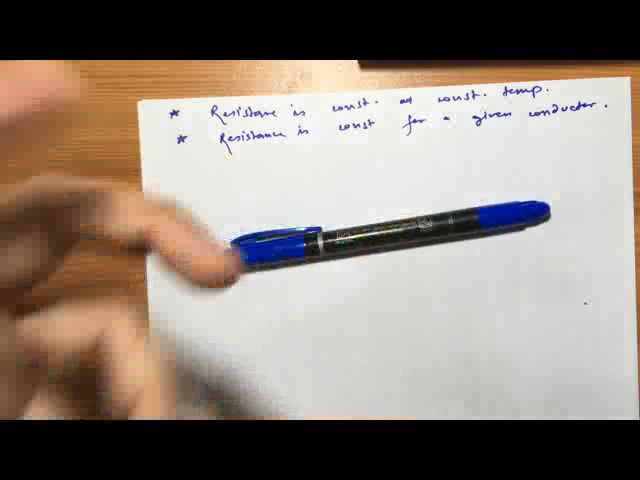 * Resistance is const. at const. temp.
* Resistance is const for a given conductor.